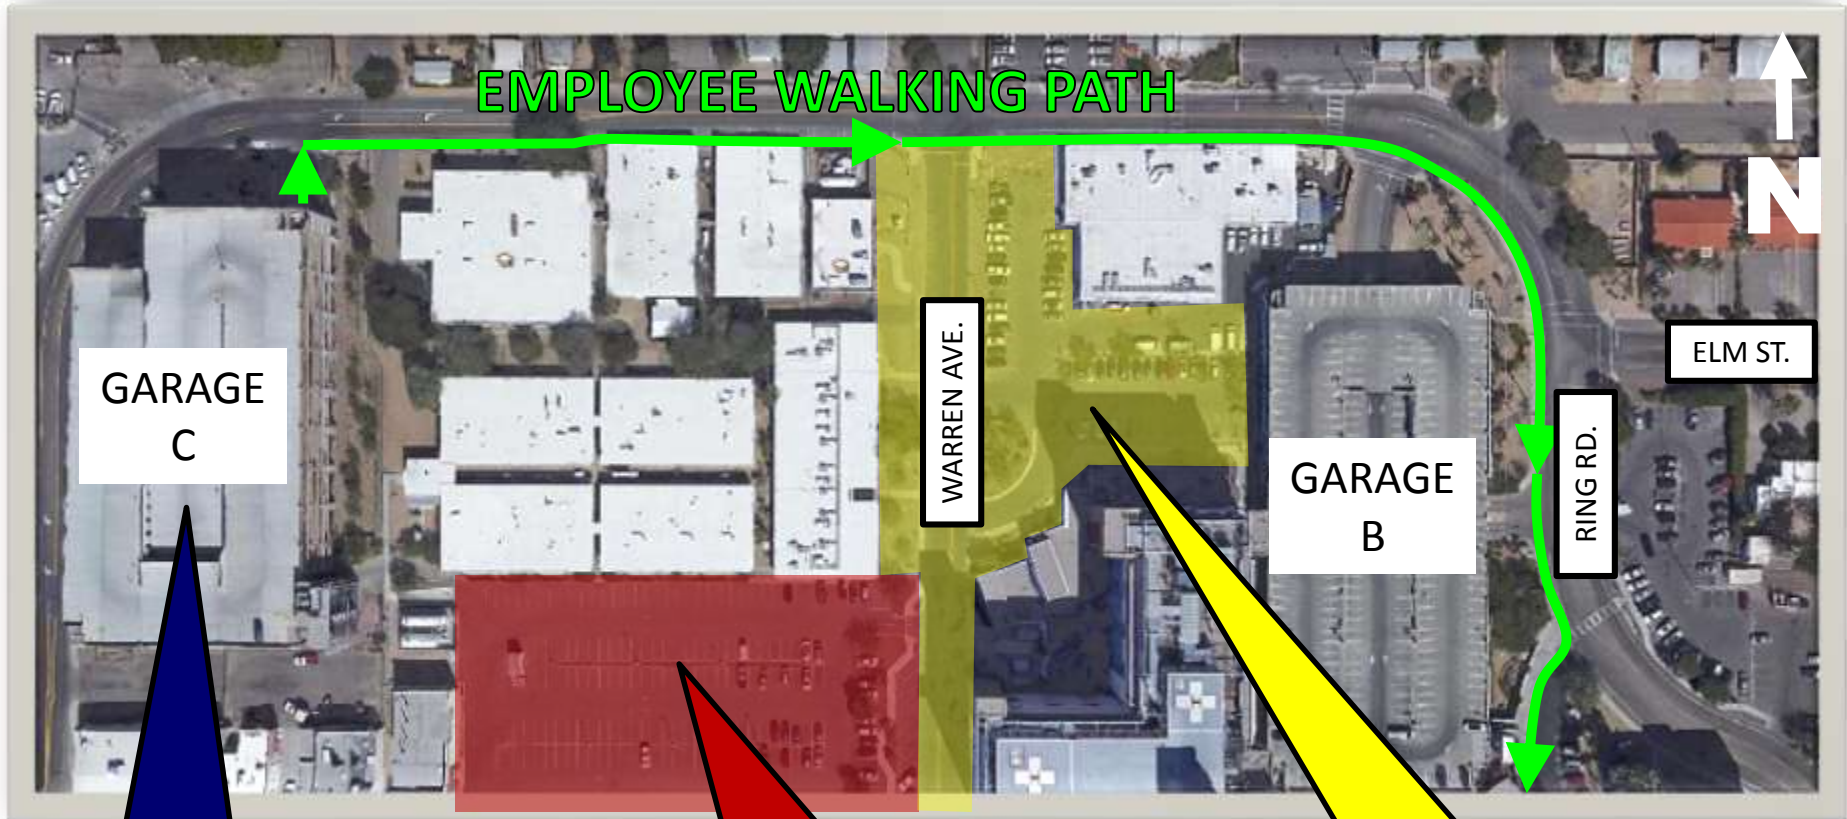 EMPLOYEE WALKING PATH
N
GARAGE
C
WARREN AVE.
ELM ST.
RING RD.
GARAGE
B